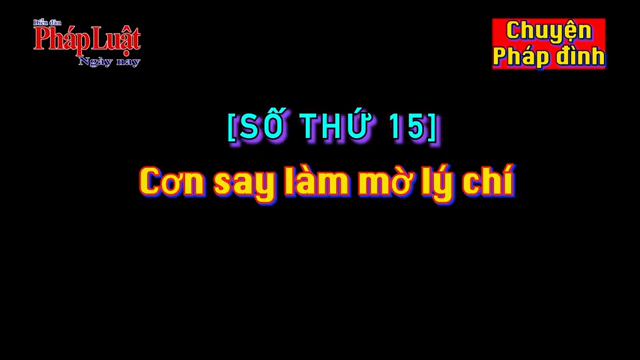 Diễn đàn
Pháp Luật
Ngày nay
Chuyện
Pháp đình
[SỐ THỨ 15]
Cơn say làm mờ lý chí